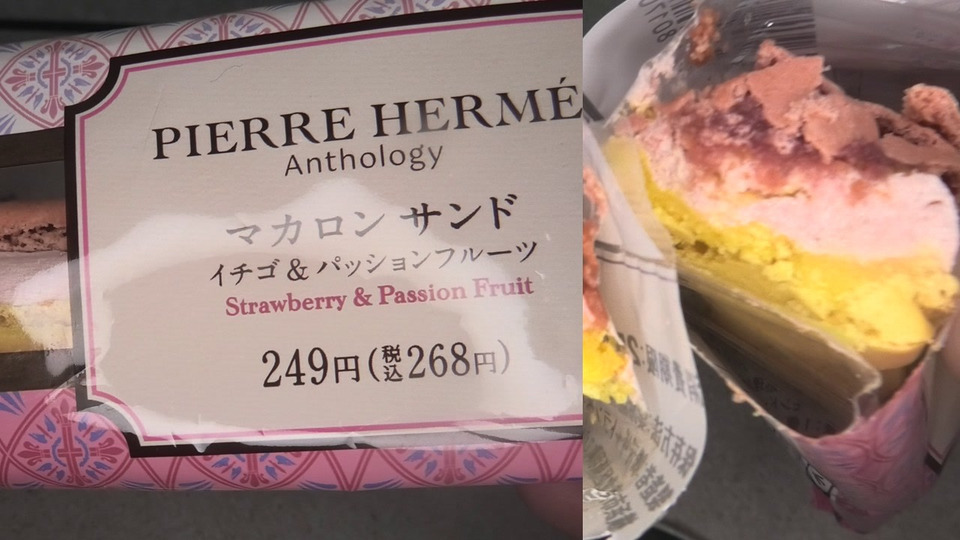 PIERRE HERMÉ
Anthology
マカロン サンド
イチゴ & パッションフルーツ
Strawberry & Passion Fruit
249円(税込268円)